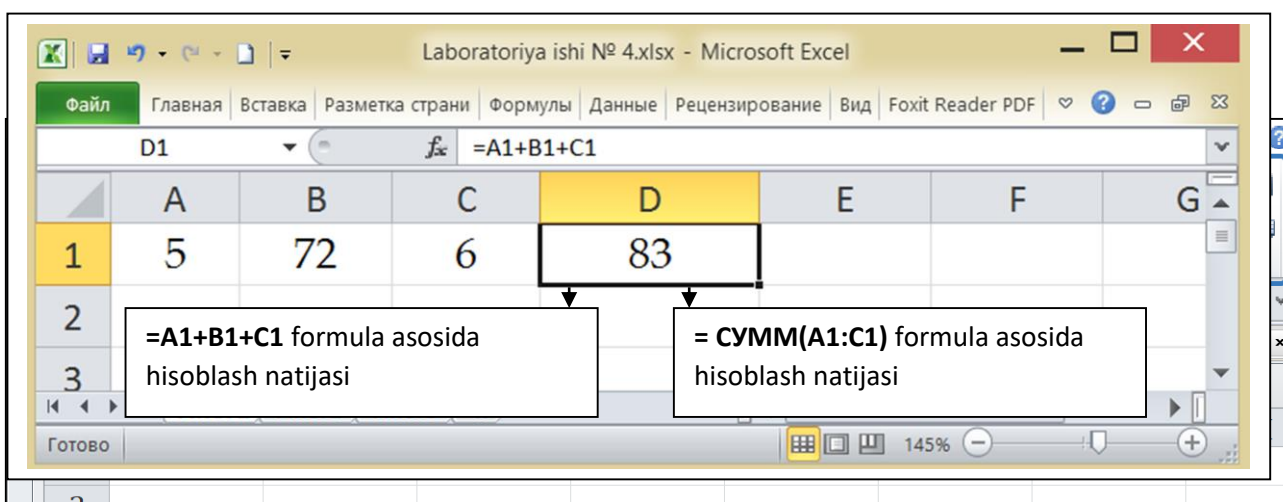 Laboratoriya ishi № 4.xlsx - Microsoft Excel
Файл Главная Вставка Разметка страни Формулы Данные Рецензирование Вид Foxit Reader PDF
D1 fx =A1+B1+C1
A B C D E F G
1 5 72 6 83
2
=A1+B1+C1 formula asosida
hisoblash natijasi
= СУММ(A1:C1) formula asosida
hisoblash natijasi
3
Готово 145%